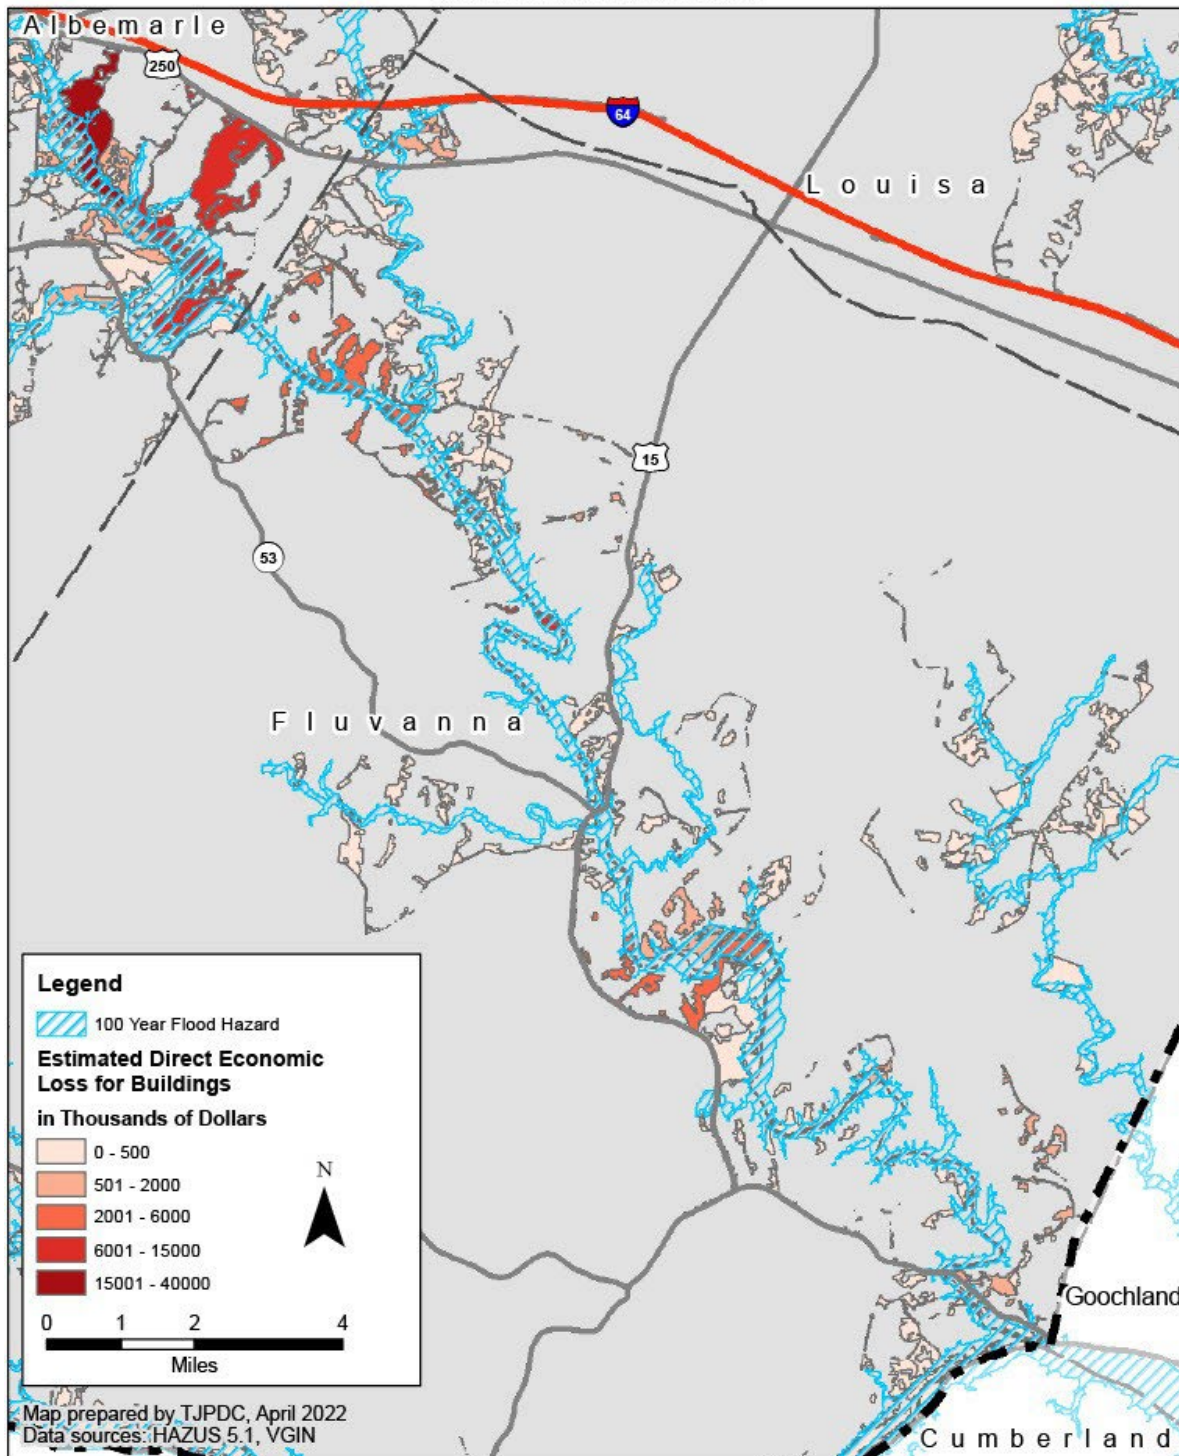 Albemarle
250
64
Louisa
15
53
Fluvanna
Legend
100 Year Flood Hazard
Estimated Direct Economic
Loss for Buildings
in Thousands of Dollars
0 - 500
501 - 2000
2001 - 6000
6001 - 15000
15001 - 40000
N
0 1 2 4
Miles
Goochland
Map prepared by TJPDC, April 2022
Data sources: HAZUS 5.1, VGIN
Cumberland